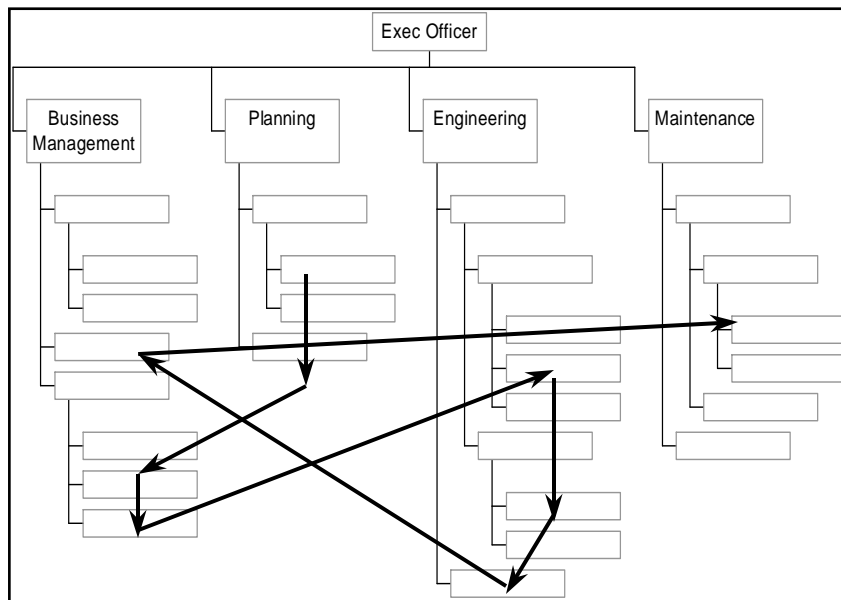 Exec Officer
Business
Management
Planning
Engineering
Maintenance